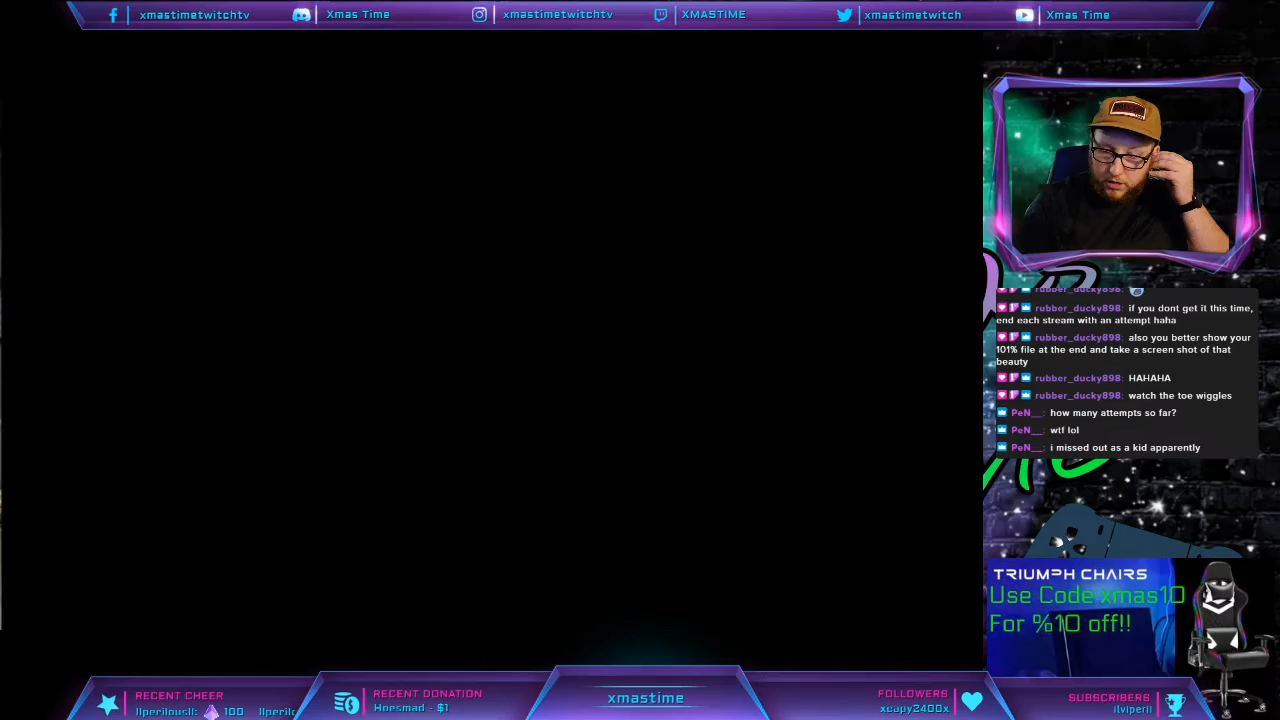 xmastimetwitchtv
Xmas Time
xmastimetwitchtv
XMASTIME
xmastimetwitch
Xmas Time
rubber_ducky898:
rubber_ducky898: if you dont get it this time,
end each stream with an attempt haha
rubber_ducky898: also you better show your
101% file at the end and take a screen shot of that
beauty
rubber_ducky898: HAHAHA
rubber_ducky898: watch the toe wiggles
PeN__: how many attempts so far?
PeN__: wtf lol
PeN__: i missed out as a kid apparently
TRIUMPH CHAIRS
Use Code xmas10
For %10 off!!
RECENT CHEER
100
RECENT DONATION
Hoesmad - $1
xmastime
FOLLOWERS
xcopy2400x
SUBSCRIBERS